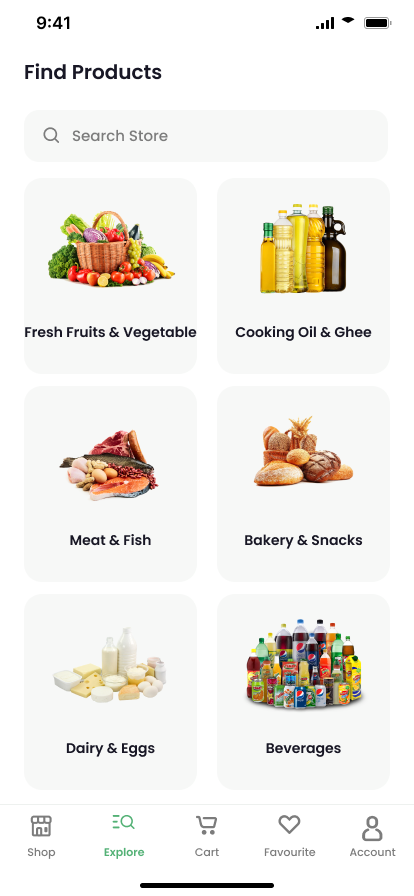 9:41
Find Products
Search Store
Fresh Fruits & Vegetable
Cooking Oil & Ghee
Meat & Fish
Bakery & Snacks
Dairy & Eggs
Beverages
Shop
Explore
Cart
Favourite
Account